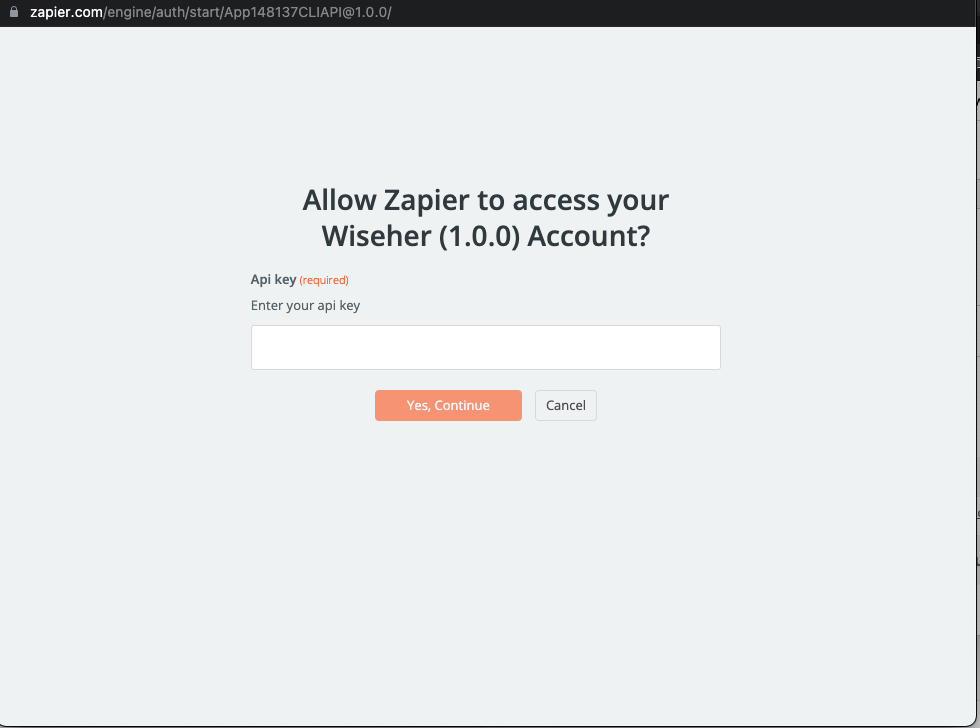 zapier.com/engine/auth/start/App148137CLIAPI@1.0.0/
Allow Zapier to access your
Wiseher (1.0.0) Account?
Api key (required)
Enter your api key
Yes, Continue
Cancel